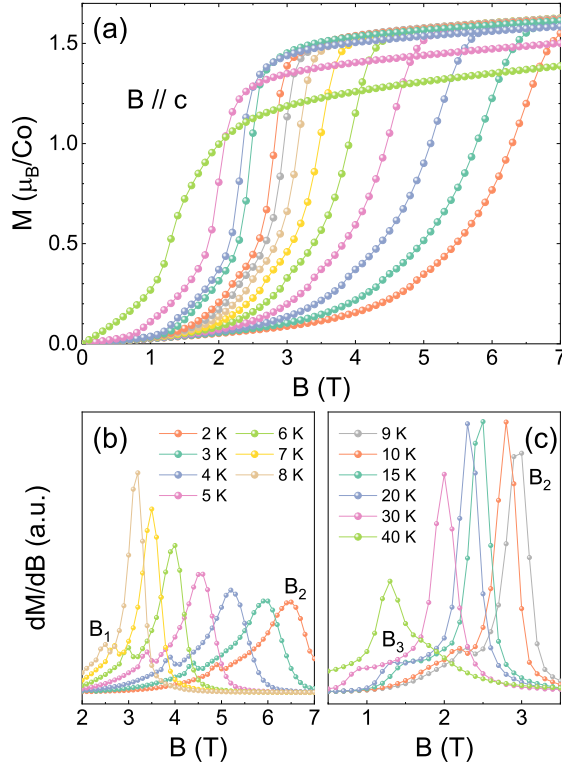 (a)
B // c
M (μ_B/Co)
1.5
1.0
0.5
0.0
0 1 2 3 4 5 6 7
B (T)
(b)
2 K
3 K
4 K
5 K
6 K
7 K
8 K
B₁
B₂
dM/dB (a.u.)
2 3 4 5 6 7
B (T)
(c)
9 K
10 K
15 K
20 K
30 K
40 K
B₂
B₃
1 2 3
B (T)